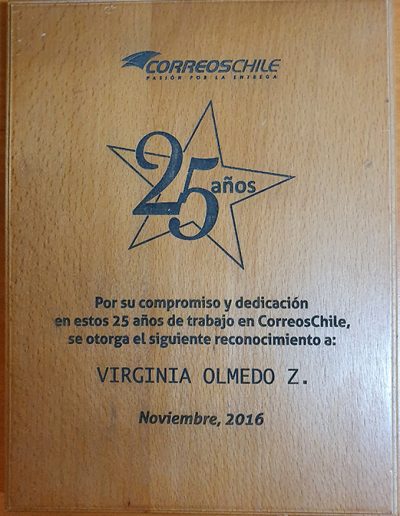 CORREOSCHILE
PASIÓN POR LA ENTREGA
25 años
Por su compromiso y dedicación
en estos 25 años de trabajo en CorreosChile,
se otorga el siguiente reconocimiento a:
VIRGINIA OLMEDO Z.
Noviembre, 2016